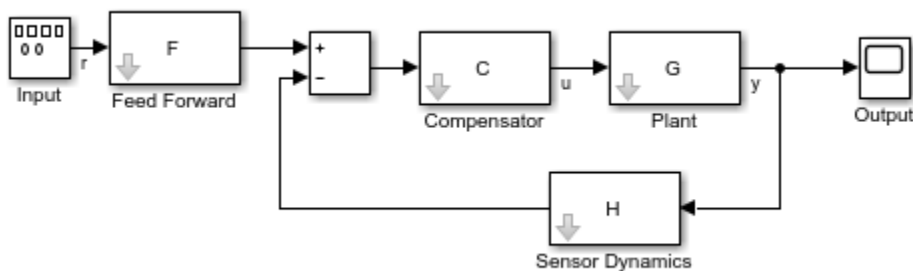 F
r
Input
Feed Forward
+
−
C
u
Compensator
G
y
Plant
Output
H
Sensor Dynamics